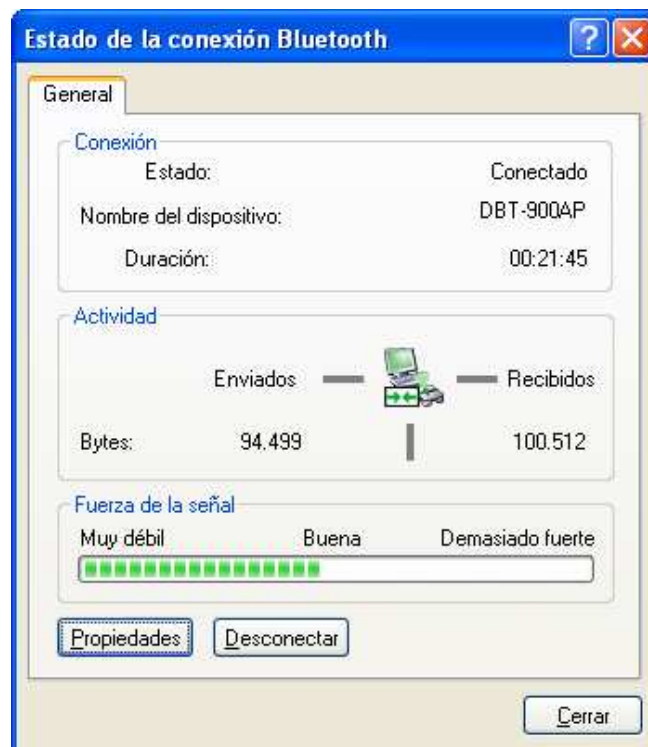 Estado de la conexión Bluetooth
General
Conexión
Estado: Conectado
Nombre del dispositivo: DBT-900AP
Duración: 00:21:45
Actividad
Enviados Recibidos
Bytes: 94.499 100.512
Fuerza de la señal
Muy débil Buena Demasiado fuerte
Propiedades Desconectar
Cerrar